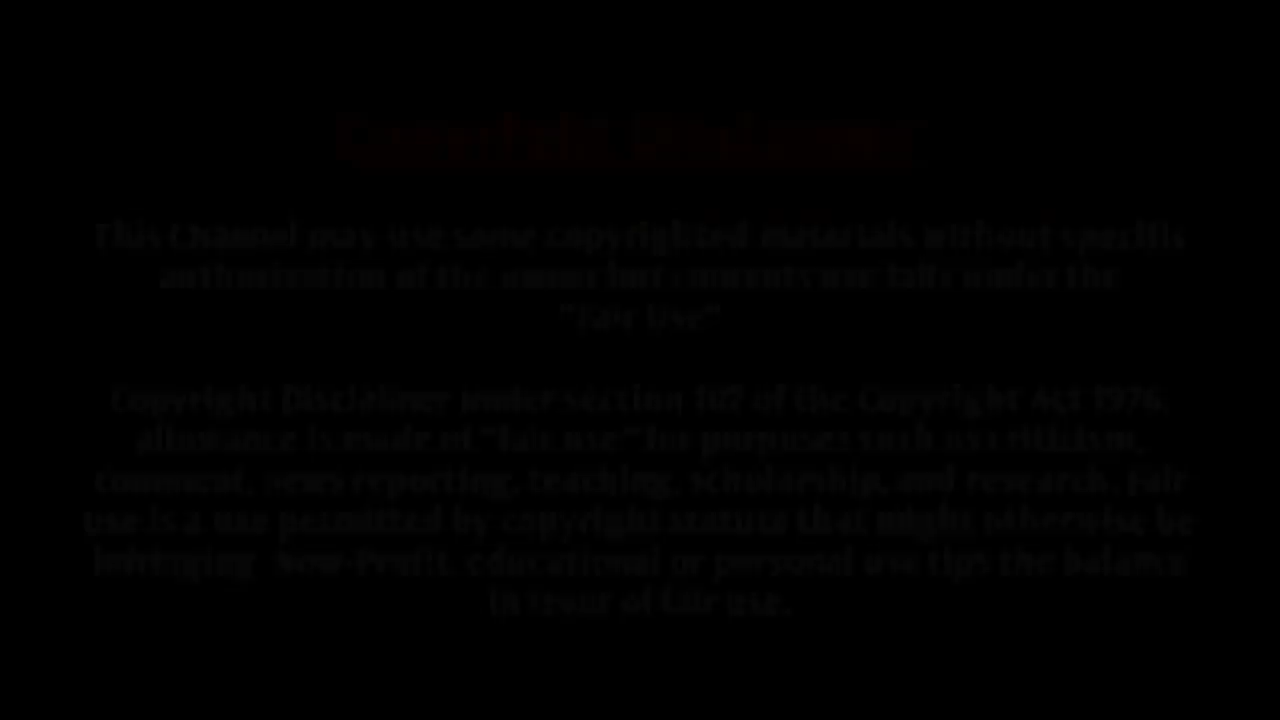 Copyright Disclaimer
This Channel may use some copyrighted materials without specific
authorization of the owner but contents use falls under the
"Fair Use"
Copyright Disclaimer under section 107 of the Copyright Act 1976,
allowance is made of "fair use" for purposes such as criticism,
comment, news reporting, teaching, scholarship, and research. Fair
use is a use permitted by copyright statute that might otherwise be
infringing. Non-Profit, educational or personal use tips the balance
in favor of fair use.